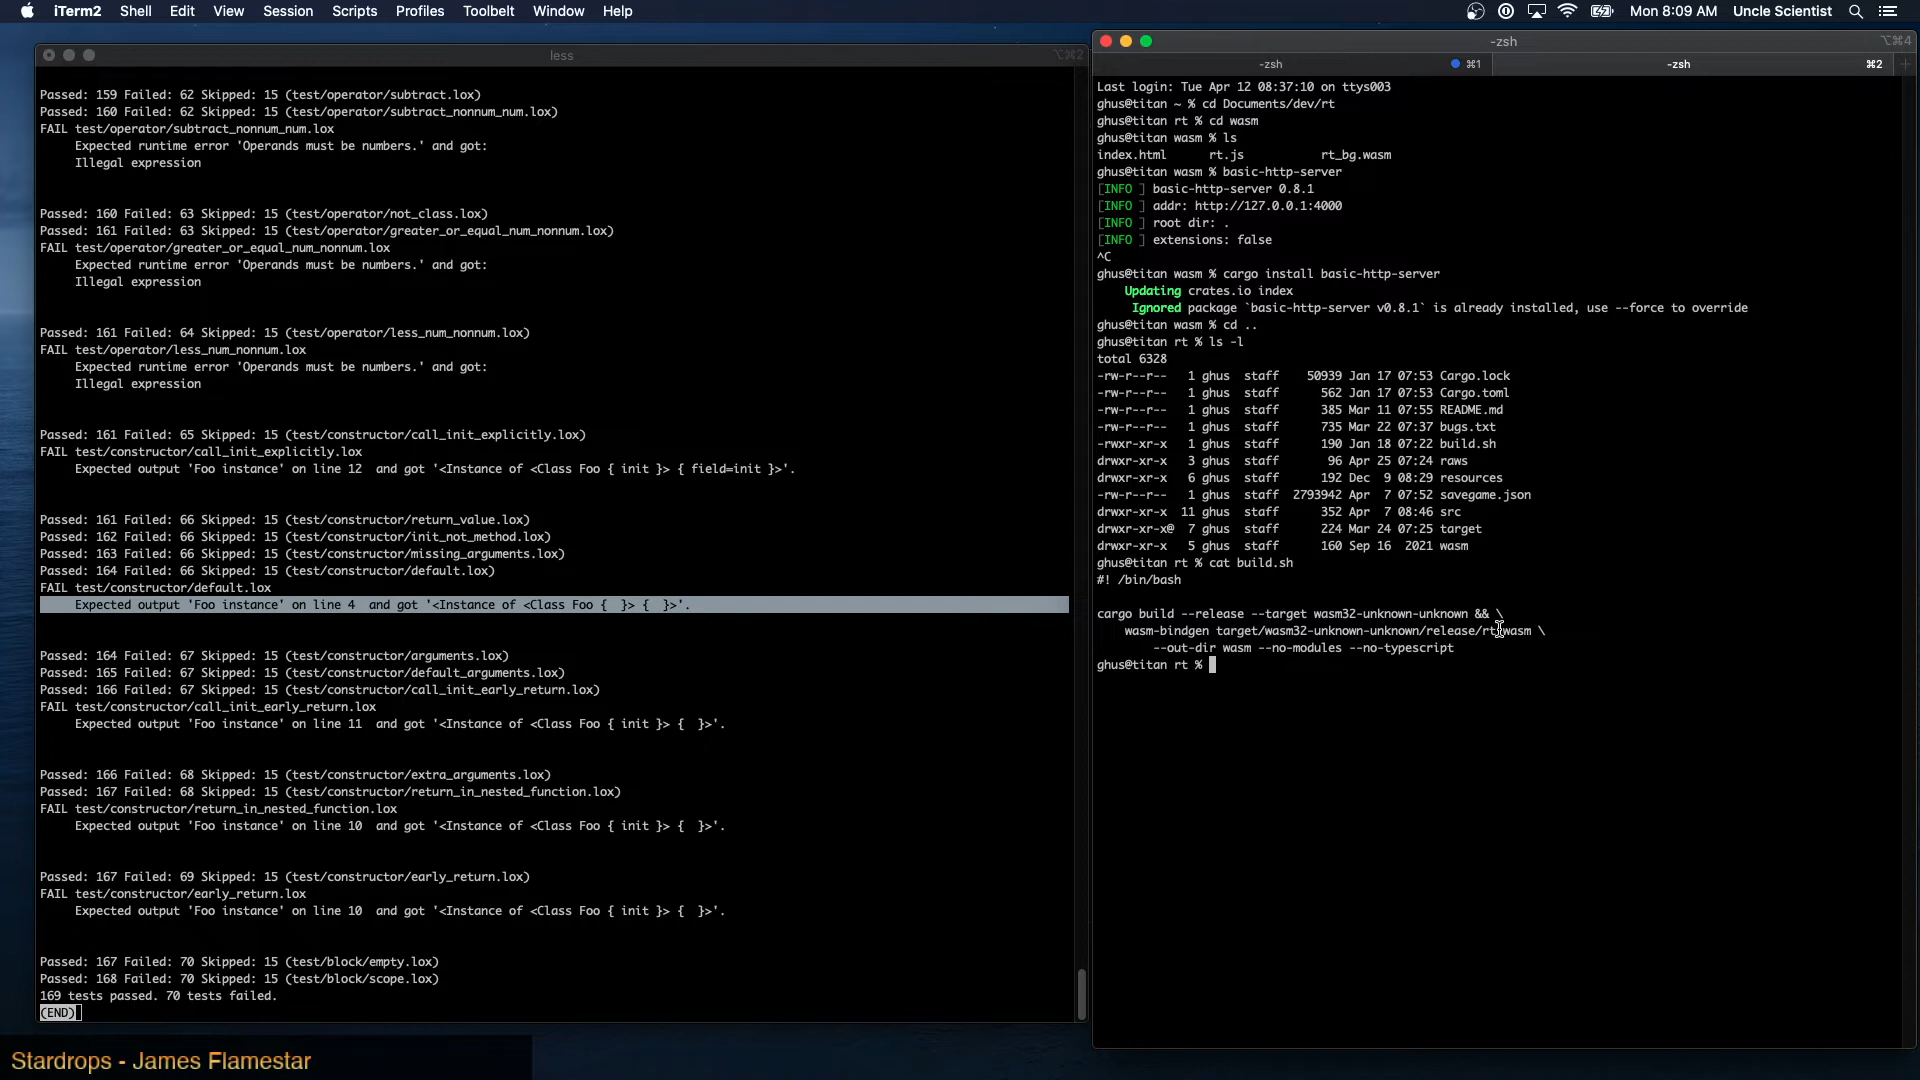 iTerm2 Shell Edit View Session Scripts Profiles Toolbelt Window Help Mon 8:09 AM Uncle Scientist
less ⌥⌘2
Passed: 159 Failed: 62 Skipped: 15 (test/operator/subtract.lox)
Passed: 160 Failed: 62 Skipped: 15 (test/operator/subtract_nonnum_num.lox)
FAIL test/operator/subtract_nonnum_num.lox
Expected runtime error 'Operands must be numbers.' and got:
Illegal expression
Passed: 160 Failed: 63 Skipped: 15 (test/operator/not_class.lox)
Passed: 161 Failed: 63 Skipped: 15 (test/operator/greater_or_equal_num_nonnum.lox)
FAIL test/operator/greater_or_equal_num_nonnum.lox
Expected runtime error 'Operands must be numbers.' and got:
Illegal expression
Passed: 161 Failed: 64 Skipped: 15 (test/operator/less_num_nonnum.lox)
FAIL test/operator/less_num_nonnum.lox
Expected runtime error 'Operands must be numbers.' and got:
Illegal expression
Passed: 161 Failed: 65 Skipped: 15 (test/constructor/call_init_explicitly.lox)
FAIL test/constructor/call_init_explicitly.lox
Expected output 'Foo instance' on line 12  and got '<Instance of <Class Foo { init }> { field=init }>'.
Passed: 161 Failed: 66 Skipped: 15 (test/constructor/return_value.lox)
Passed: 162 Failed: 66 Skipped: 15 (test/constructor/init_not_method.lox)
Passed: 163 Failed: 66 Skipped: 15 (test/constructor/missing_arguments.lox)
Passed: 164 Failed: 66 Skipped: 15 (test/constructor/default.lox)
FAIL test/constructor/default.lox
Expected output 'Foo instance' on line 4  and got '<Instance of <Class Foo {  }> {  }>'.
Passed: 164 Failed: 67 Skipped: 15 (test/constructor/arguments.lox)
Passed: 165 Failed: 67 Skipped: 15 (test/constructor/default_arguments.lox)
Passed: 166 Failed: 67 Skipped: 15 (test/constructor/call_init_early_return.lox)
FAIL test/constructor/call_init_early_return.lox
Expected output 'Foo instance' on line 11  and got '<Instance of <Class Foo { init }> {  }>'.
Passed: 166 Failed: 68 Skipped: 15 (test/constructor/extra_arguments.lox)
Passed: 167 Failed: 68 Skipped: 15 (test/constructor/return_in_nested_function.lox)
FAIL test/constructor/return_in_nested_function.lox
Expected output 'Foo instance' on line 10  and got '<Instance of <Class Foo { init }> {  }>'.
Passed: 167 Failed: 69 Skipped: 15 (test/constructor/early_return.lox)
FAIL test/constructor/early_return.lox
Expected output 'Foo instance' on line 10  and got '<Instance of <Class Foo { init }> {  }>'.
Passed: 167 Failed: 70 Skipped: 15 (test/block/empty.lox)
Passed: 168 Failed: 70 Skipped: 15 (test/block/scope.lox)
169 tests passed. 70 tests failed.
(END)
-zsh ⌥⌘4
-zsh ⌘1 -zsh ⌘2
Last login: Tue Apr 12 08:37:10 on ttys003
ghus@titan ~ % cd Documents/dev/rt
ghus@titan rt % cd wasm
ghus@titan wasm % ls
index.html rt.js rt_bg.wasm
ghus@titan wasm % basic-http-server
[INFO ] basic-http-server 0.8.1
[INFO ] addr: http://127.0.0.1:4000
[INFO ] root dir: .
[INFO ] extensions: false
^C
ghus@titan wasm % cargo install basic-http-server
Updating crates.io index
Ignored package `basic-http-server v0.8.1` is already installed, use --force to override
ghus@titan wasm % cd ..
ghus@titan rt % ls -l
total 6328
-rw-r--r-- 1 ghus staff 50939 Jan 17 07:53 Cargo.lock
-rw-r--r-- 1 ghus staff 562 Jan 17 07:53 Cargo.toml
-rw-r--r-- 1 ghus staff 385 Mar 11 07:55 README.md
-rw-r--r-- 1 ghus staff 735 Mar 22 07:37 bugs.txt
-rwxr-xr-x 1 ghus staff 190 Jan 18 07:22 build.sh
drwxr-xr-x 3 ghus staff 96 Apr 25 07:24 raws
drwxr-xr-x 6 ghus staff 192 Dec 9 08:29 resources
-rw-r--r-- 1 ghus staff 2793942 Apr 7 07:52 savegame.json
drwxr-xr-x 11 ghus staff 352 Apr 7 08:46 src
drwxr-xr-x@ 7 ghus staff 224 Mar 24 07:25 target
drwxr-xr-x 5 ghus staff 160 Sep 16 2021 wasm
ghus@titan rt % cat build.sh
#! /bin/bash
cargo build --release --target wasm32-unknown-unknown && \
wasm-bindgen target/wasm32-unknown-unknown/release/rt.wasm \
--out-dir wasm --no-modules --no-typescript
ghus@titan rt %
Stardrops - James Flamestar